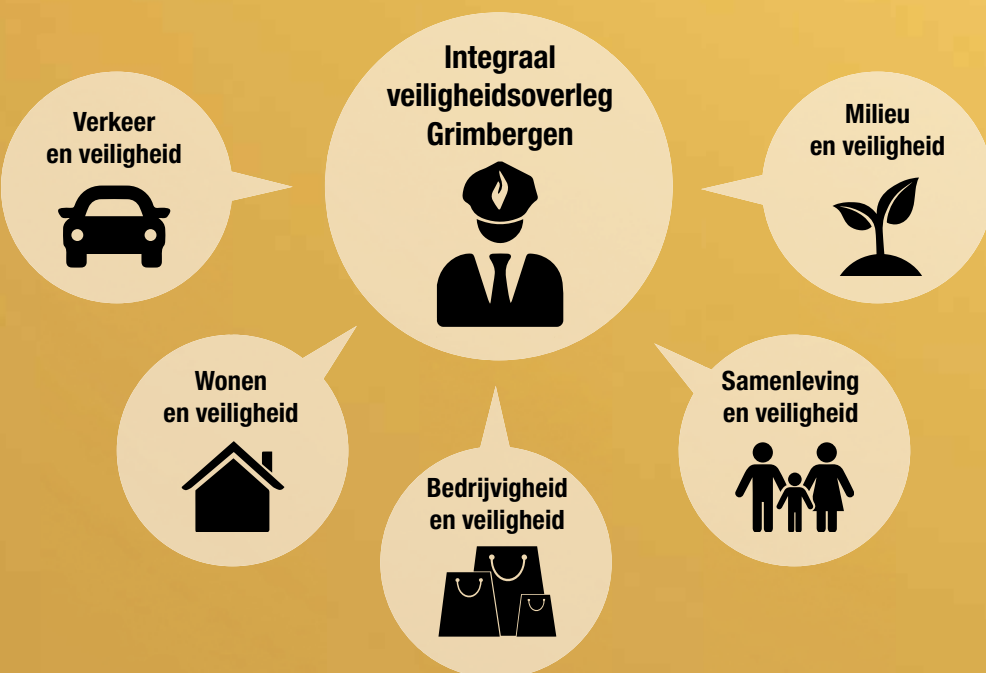 Integraal
veiligheidsoverleg
Grimbergen
Verkeer
en veiligheid
Milieu
en veiligheid
Wonen
en veiligheid
Samenleving
en veiligheid
Bedrijvigheid
en veiligheid